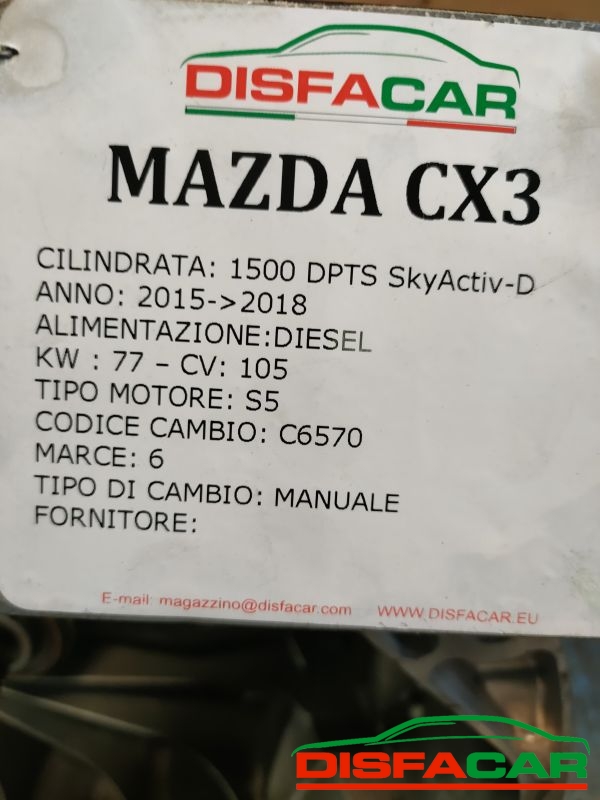 DISFACAR
MAZDA CX3
CILINDRATA: 1500 DPTS SkyActiv-D
ANNO: 2015->2018
ALIMENTAZIONE:DIESEL
KW : 77 – CV: 105
TIPO MOTORE: S5
CODICE CAMBIO: C6570
MARCE: 6
TIPO DI CAMBIO: MANUALE
FORNITORE:
E-mail: magazzino@disfacar.com WWW.DISFACAR.EU
DISFACAR